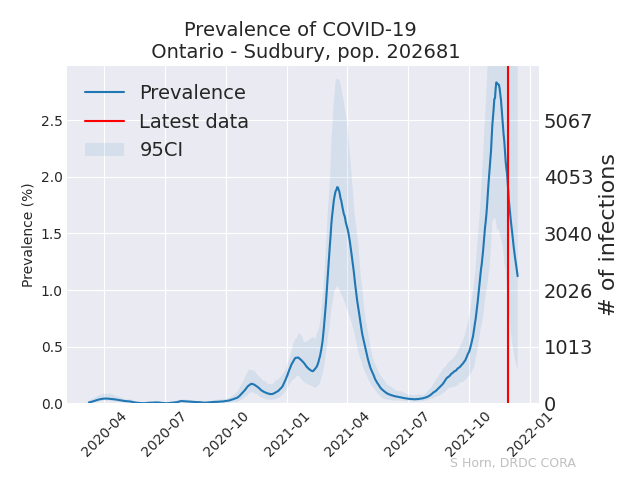 Prevalence of COVID-19
Ontario - Sudbury, pop. 202681
Prevalence
Latest data
95CI
Prevalence (%)
2.5
2.0
1.5
1.0
0.5
0.0
5067
4053
3040
2026
1013
0
# of infections
2020-04
2020-07
2020-10
2021-01
2021-04
2021-07
2021-10
2022-01
S Horn, DRDC CORA